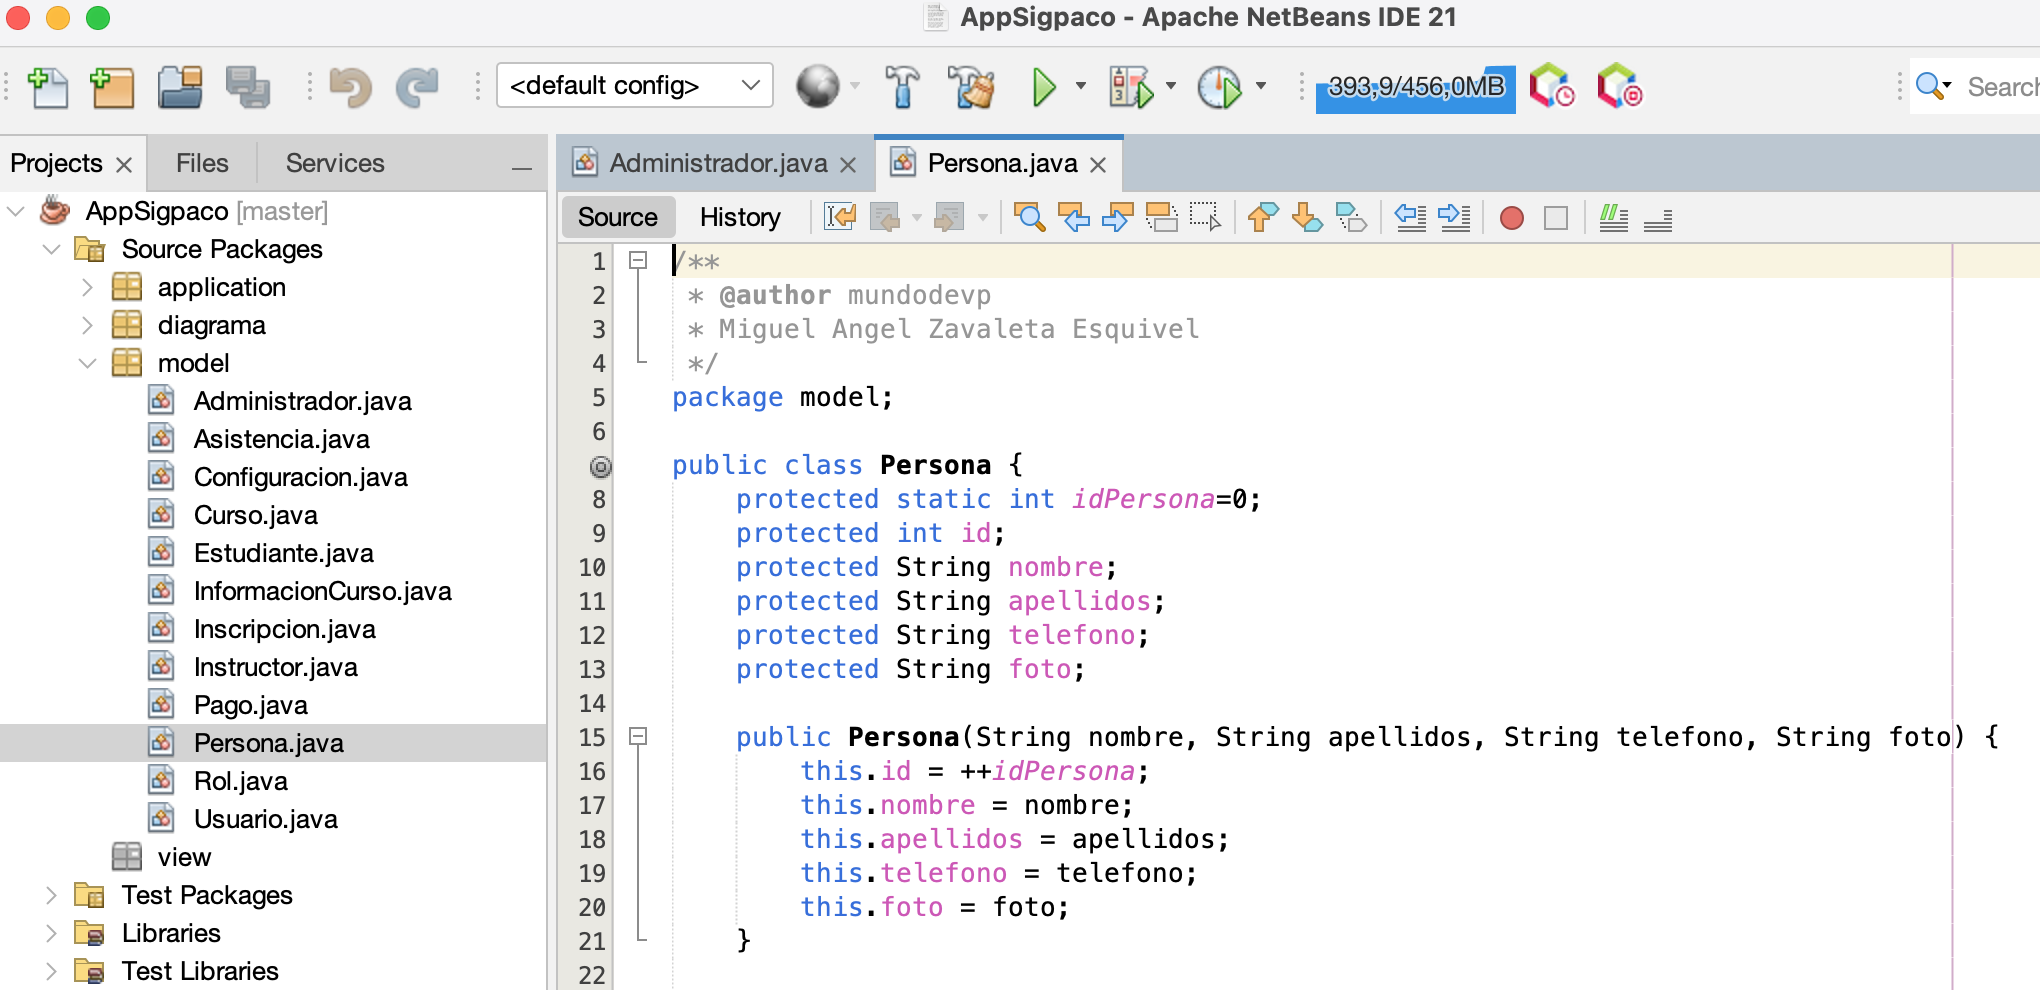 AppSigpaco - Apache NetBeans IDE 21
<default config>
393,9/456,0MB
Search
Projects
Files
Services
Administrador.java
Persona.java
Source
History
AppSigpaco [master]
Source Packages
application
diagrama
model
Administrador.java
Asistencia.java
Configuracion.java
Curso.java
Estudiante.java
InformacionCurso.java
Inscripcion.java
Instructor.java
Pago.java
Persona.java
Rol.java
Usuario.java
view
Test Packages
Libraries
Test Libraries
1 /**
2 * @author mundodevp
3 * Miguel Angel Zavaleta Esquivel
4 */
5 package model;
6
public class Persona {
8 protected static int idPersona=0;
9 protected int id;
10 protected String nombre;
11 protected String apellidos;
12 protected String telefono;
13 protected String foto;
14
15 public Persona(String nombre, String apellidos, String telefono, String foto) {
16 this.id = ++idPersona;
17 this.nombre = nombre;
18 this.apellidos = apellidos;
19 this.telefono = telefono;
20 this.foto = foto;
21 }
22